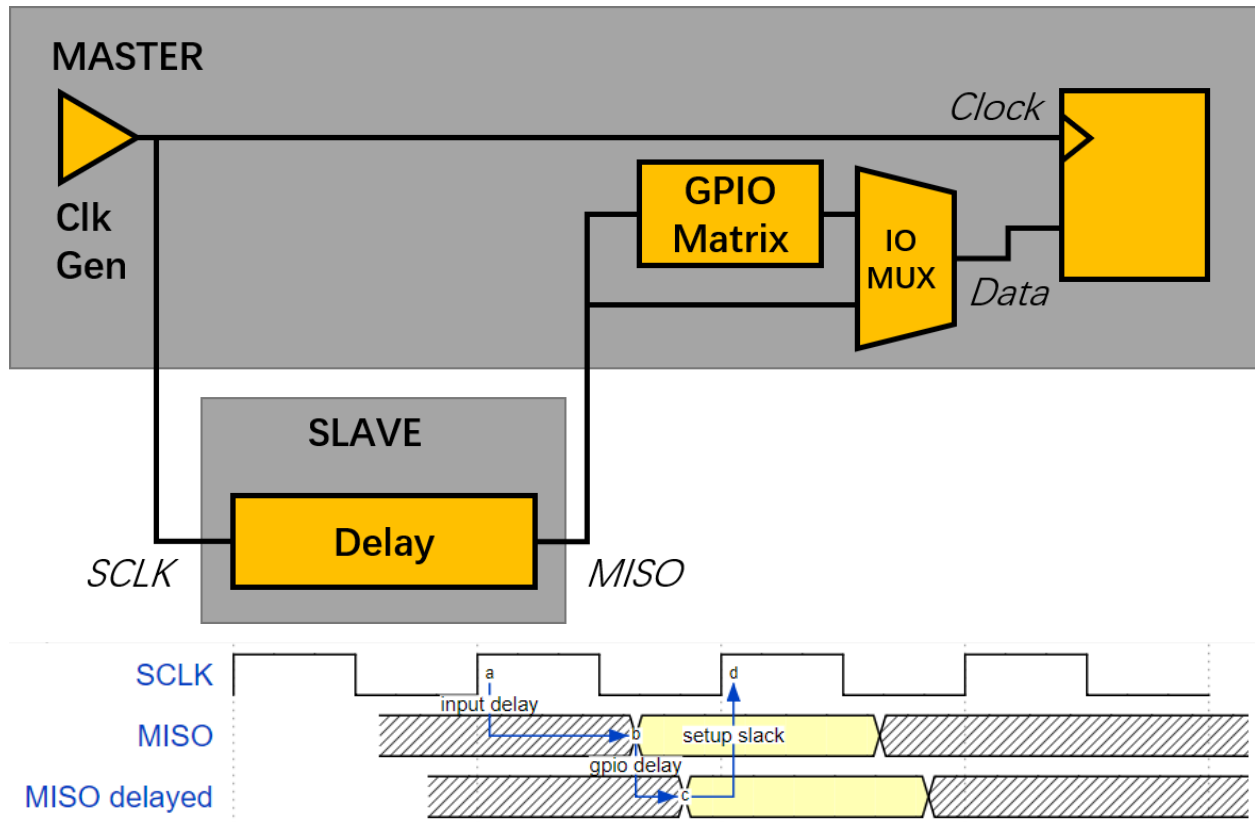 MASTER
Clk
Gen
Clock
GPIO
Matrix
IO
MUX
Data
SLAVE
Delay
SCLK
MISO
SCLK
a
d
input delay
MISO
b
setup slack
gpio delay
MISO delayed
c